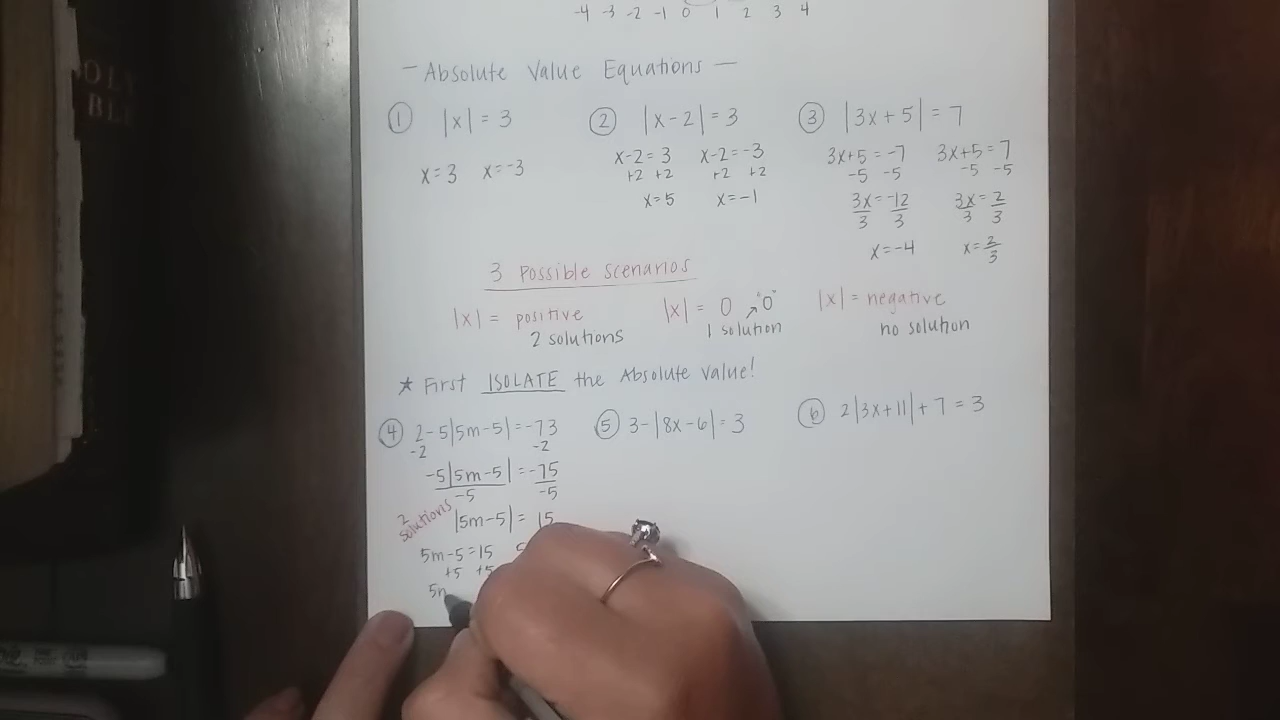 -4 -3 -2 -1 0 1 2 3 4
— Absolute Value Equations —
① |x| = 3
x=3 x=-3
② |x-2| = 3
x-2=3 x-2=-3
+2 +2 +2 +2
x=5 x=-1
③ |3x+5| = 7
3x+5=-7 3x+5=7
-5 -5 -5 -5
3x=-12 3x=2
3 3 3 3
x=-4 x=2/3
3 Possible scenarios
|x| = positive
2 solutions
|x| = 0 ↗"0"
1 solution
|x| = negative
no solution
★ First ISOLATE the Absolute Value!
④ 2-5|5m-5|=-73
-2 -2
-5|5m-5|=-75
-5 -5
2 solutions
|5m-5| = 15
5m-5=15
+5 +5
⑤ 3-|8x-6|=3
⑥ 2|3x+11|+7=3